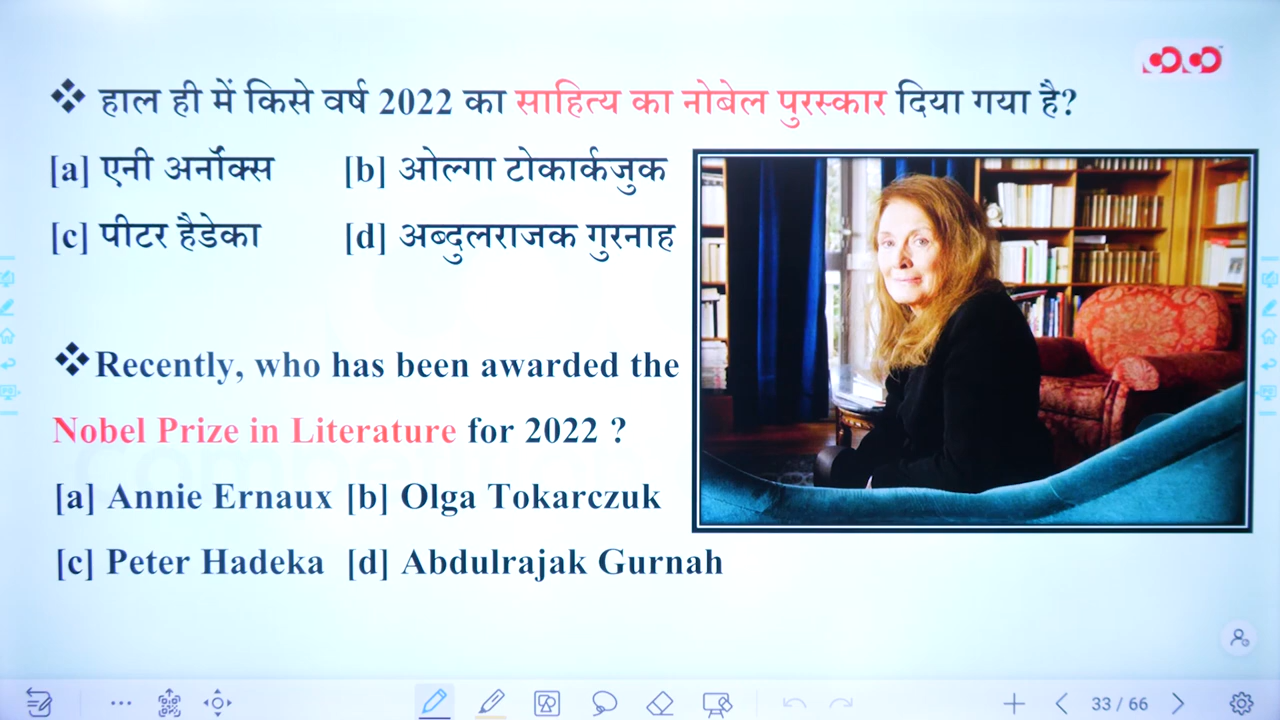 ❖ हाल ही में किसे वर्ष 2022 का साहित्य का नोबेल पुरस्कार दिया गया है?
[a] एनी अर्नॉक्स [b] ओल्गा टोकार्कजुक
[c] पीटर हैडेका [d] अब्दुलराजक गुरनाह
❖Recently, who has been awarded the
Nobel Prize in Literature for 2022 ?
[a] Annie Ernaux [b] Olga Tokarczuk
[c] Peter Hadeka [d] Abdulrajak Gurnah
33 / 66